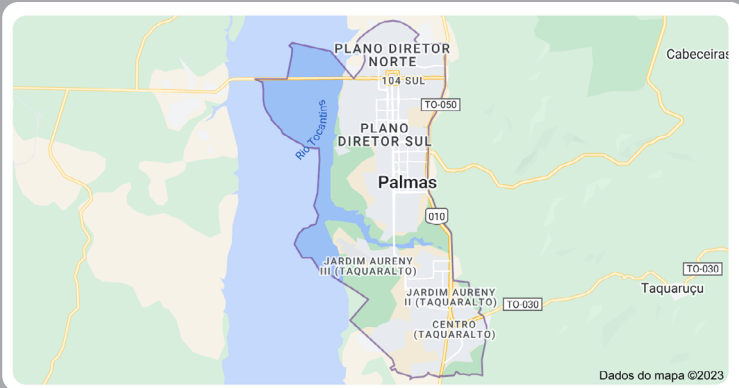 PLANO DIRETOR
NORTE
Cabeceiras
104 SUL
TO-050
Rio Tocantins
PLANO
DIRETOR SUL
Palmas
010
JARDIM AURENY
III (TAQUARALTO)
TO-030
Taquaruçu
JARDIM AURENY
II (TAQUARALTO)
TO-030
CENTRO
(TAQUARALTO)
Dados do mapa ©2023